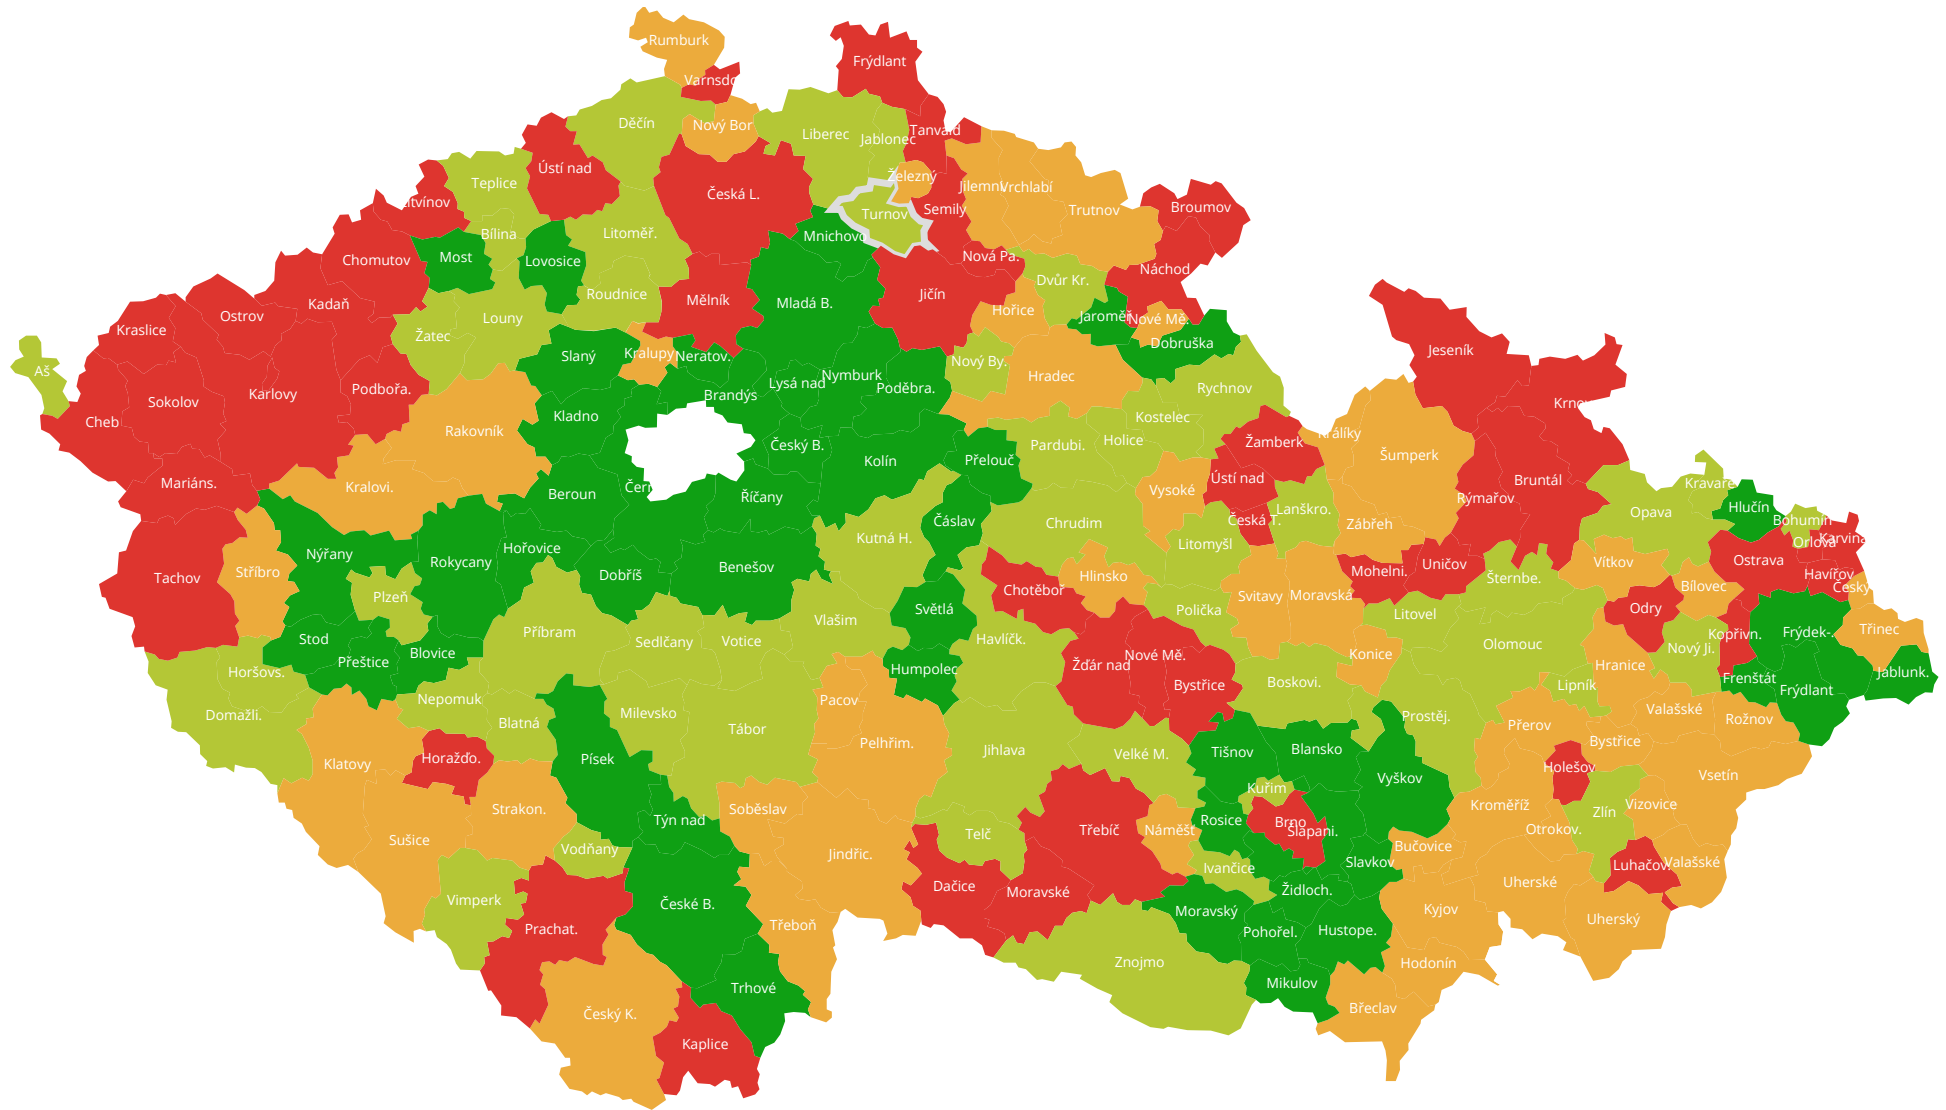 Rumburk
Frýdlant
Varnsdo
Děčín
Nový Bor
Liberec
Jablonec
Tanvald
Ústí nad
Teplice
Česká L.
Železný
Jilemni
Vrchlabí
Trutnov
Broumov
Litvínov
Bílina
Litoměř.
Turnov
Semily
Mnichovo
Most
Lovosice
Chomutov
Nová Pa.
Náchod
Dvůr Kr.
Roudnice
Mělník
Mladá B.
Jičín
Kadaň
Ostrov
Kraslice
Louny
Žatec
Hořice
Jaroměř
Nové Mě.
Dobruška
Slaný
Kralupy
Neratov.
Nový By.
Hradec
Jeseník
Aš
Podbořa.
Karlovy
Sokolov
Cheb
Brandýs
Lysá nad
Nymburk
Poděbra.
Rychnov
Krnov
Kladno
Rakovník
Kostelec
Holice
Pardubi.
Žamberk
Králíky
Šumperk
Český B.
Kolín
Přelouč
Mariáns.
Kralovi.
Beroun
Čern
Říčany
Vysoké
Ústí nad
Rýmařov
Bruntál
Kravaře
Opava
Hlučín
Bohumín
Lanškro.
Česká T.
Zábřeh
Čáslav
Chrudim
Kutná H.
Litomyšl
Orlová
Karviná
Nýřany
Hořovice
Rokycany
Stříbro
Tachov
Dobříš
Benešov
Hlinsko
Chotěboř
Mohelni.
Uničov
Šternbe.
Vítkov
Ostrava
Havířov
Český
Bílovec
Plzeň
Světlá
Polička
Svitavy
Moravská
Litovel
Odry
Třinec
Frýdek-.
Kopřivn.
Vlašim
Havlíčk.
Příbram
Sedlčany
Votice
Stod
Přeštice
Blovice
Horšovs.
Humpolec
Žďár nad
Nové Mě.
Bystřice
Konice
Olomouc
Hranice
Nový Ji.
Jablunk.
Frenštát
Frýdlant
Boskovi.
Lipník
Domažli.
Nepomuk
Blatná
Milevsko
Pacov
Tábor
Pelhřim.
Prostěj.
Přerov
Valašské
Rožnov
Bystřice
Jihlava
Velké M.
Tišnov
Blansko
Horažďo.
Klatovy
Písek
Vyškov
Holešov
Vsetín
Kuřim
Strakon.
Soběslav
Týn nad
Kroměříž
Vizovice
Zlín
Otrokov.
Rosice
Brno
Šlapani.
Náměšť
Třebíč
Telč
Sušice
Vodňany
Jindřic.
Bučovice
Slavkov
Luhačov.
Valašské
Ivančice
Dačice
Moravské
Židloch.
Uherské
Vimperk
České B.
Moravský
Kyjov
Uherský
Prachat.
Třeboň
Pohořel.
Hustope.
Znojmo
Hodonín
Mikulov
Trhové
Břeclav
Český K.
Kaplice